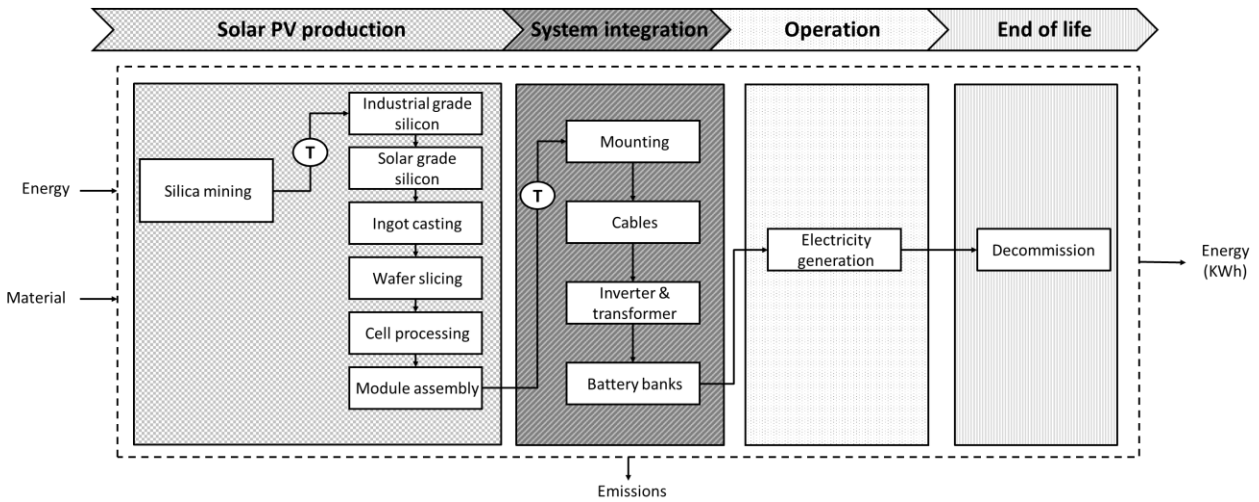 Solar PV production
System integration
Operation
End of life
Energy
Material
Silica mining
T
Industrial grade
silicon
Solar grade
silicon
Ingot casting
Wafer slicing
Cell processing
Module assembly
T
Mounting
Cables
Inverter &
transformer
Battery banks
Electricity
generation
Decommission
Energy
(KWh)
Emissions